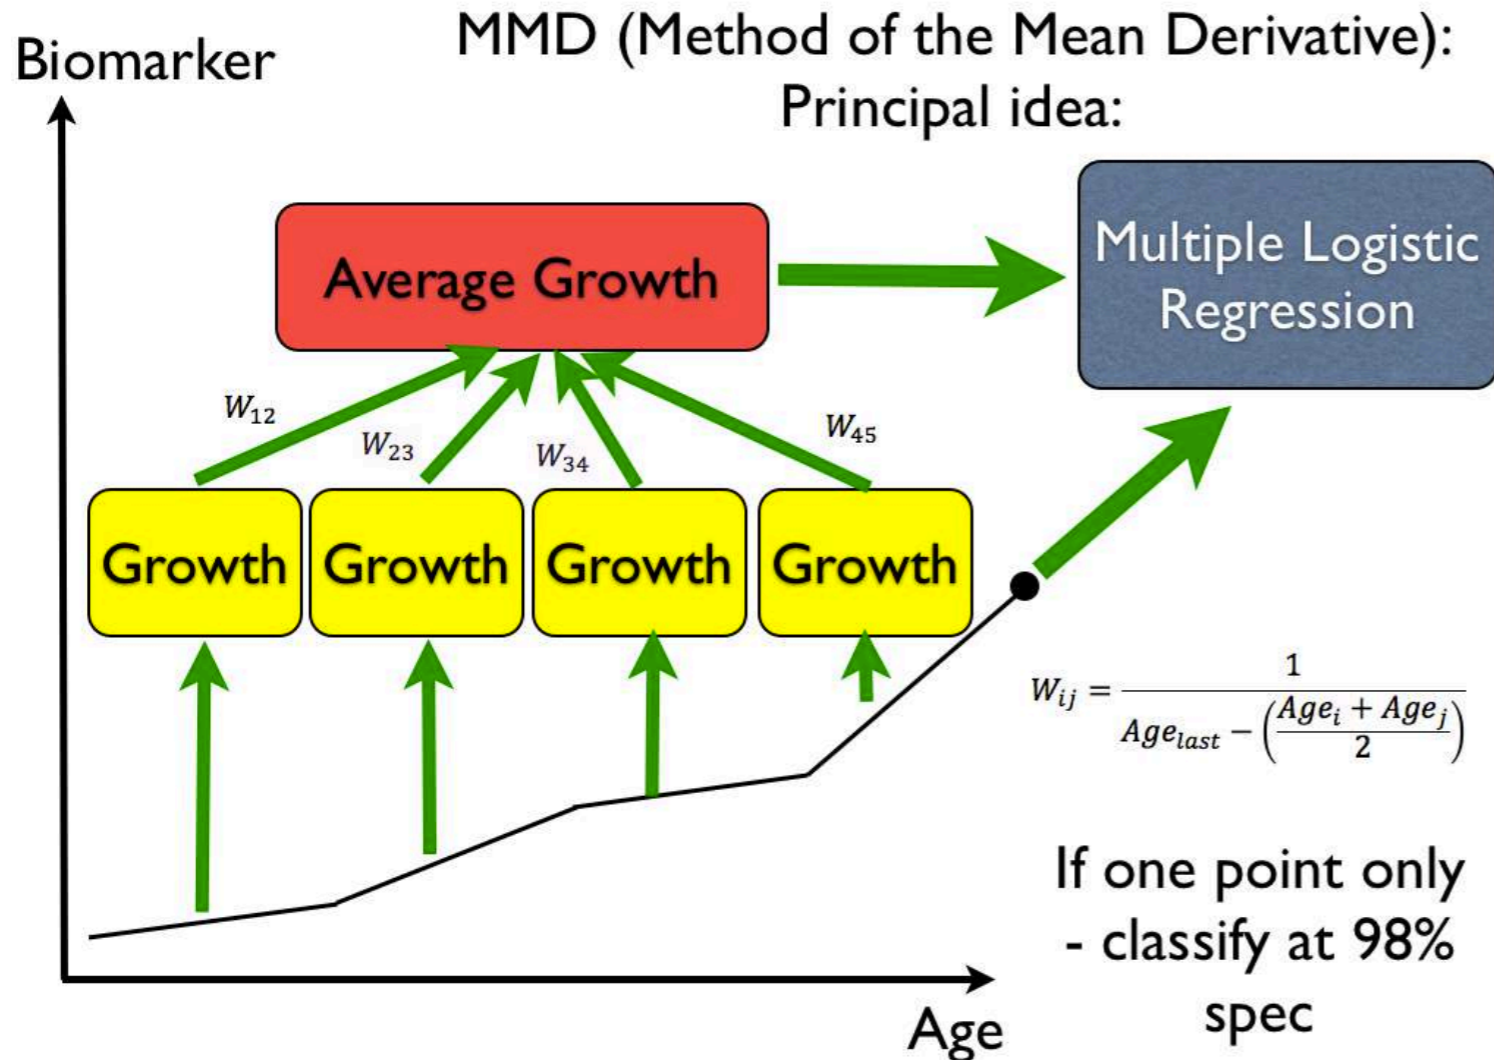 MMD (Method of the Mean Derivative):
Principal idea:
Biomarker
Average Growth
Multiple Logistic
Regression
W₁₂
W₂₃
W₃₄
W₄₅
Growth
Growth
Growth
Growth
Wᵢⱼ = 1 / (Age_last − ((Ageᵢ + Ageⱼ) / 2))
If one point only
- classify at 98%
spec
Age